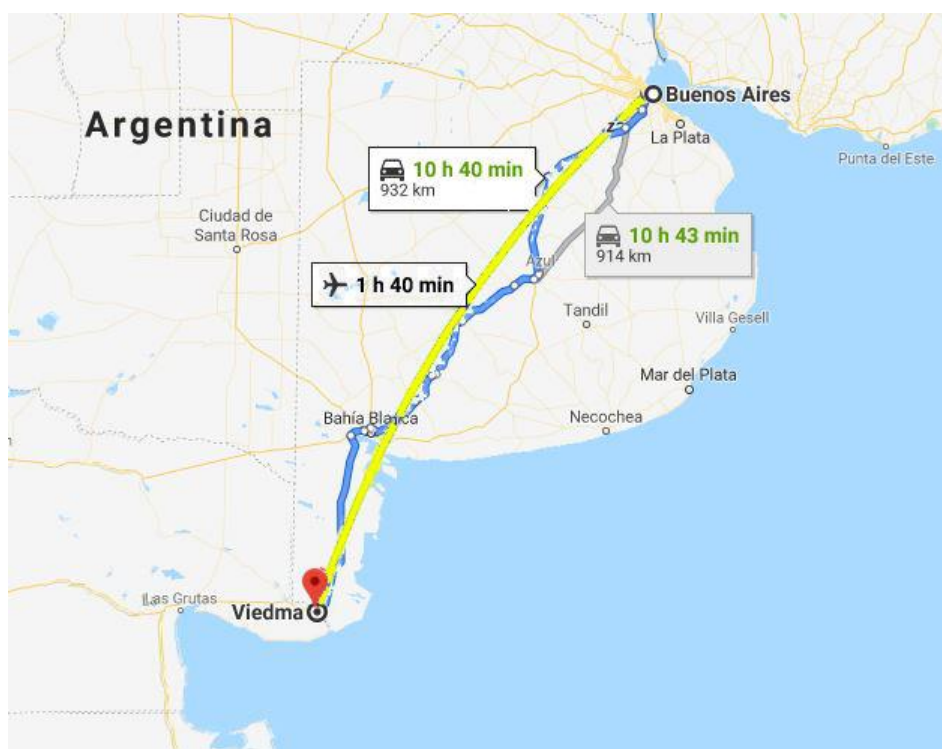 Buenos Aires
Argentina
La Plata
Punta del Este
10 h 40 min
932 km
Ciudad de
Santa Rosa
10 h 43 min
914 km
Azul
1 h 40 min
Tandil
Villa Gesell
Mar del Plata
Bahía Blanca
Necochea
Las Grutas
Viedma